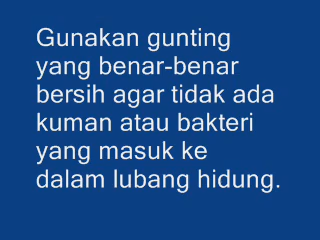 Gunakan gunting
yang benar-benar
bersih agar tidak ada
kuman atau bakteri
yang masuk ke
dalam lubang hidung.